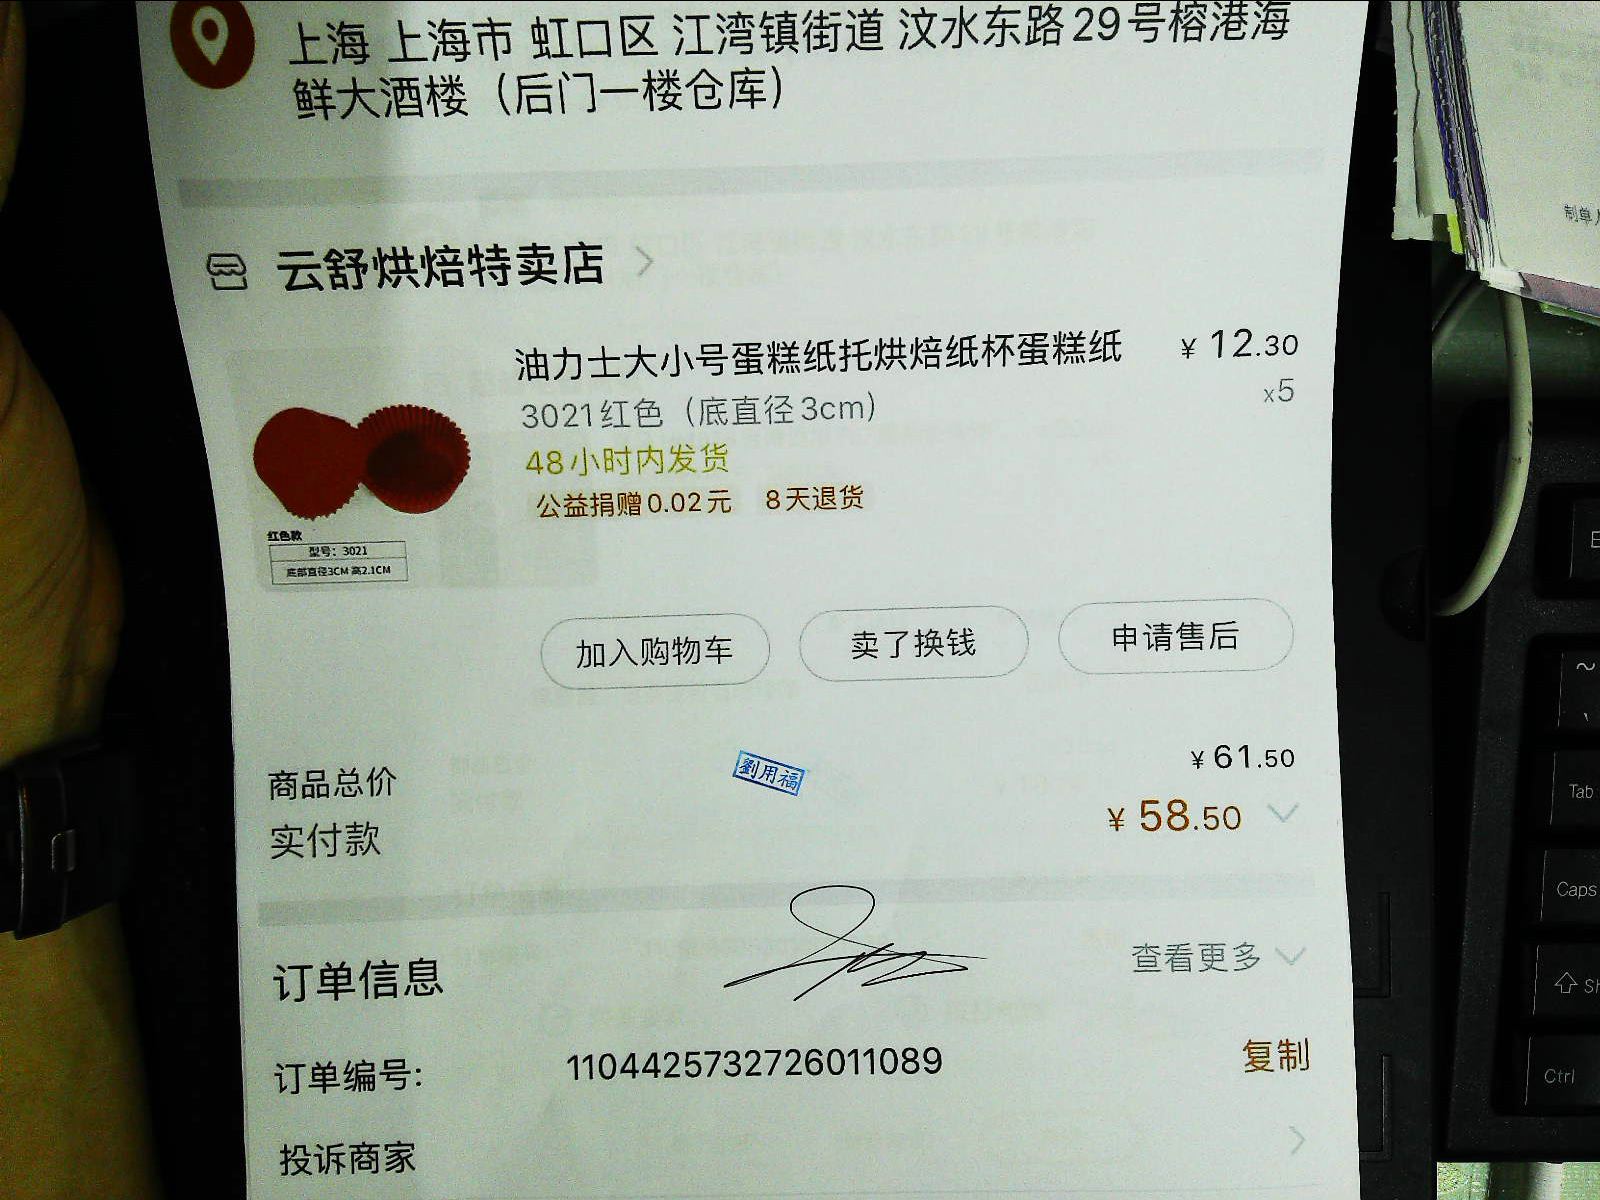 上海 上海市 虹口区 江湾镇街道 汶水东路29号榕港海
鲜大酒楼（后门一楼仓库）
云舒烘焙特卖店
油力士大小号蛋糕纸托烘焙纸杯蛋糕纸
¥ 12.30
3021红色（底直径3cm）
x5
48小时内发货
公益捐赠0.02元 8天退货
红色款
型号：3021
底部直径3CM 高2.1CM
加入购物车
卖了换钱
申请售后
商品总价
¥ 61.50
劉用福
实付款
¥ 58.50
订单信息
查看更多
订单编号:
1104425732726011089
复制
投诉商家
制单
Tab
Caps
Ctrl